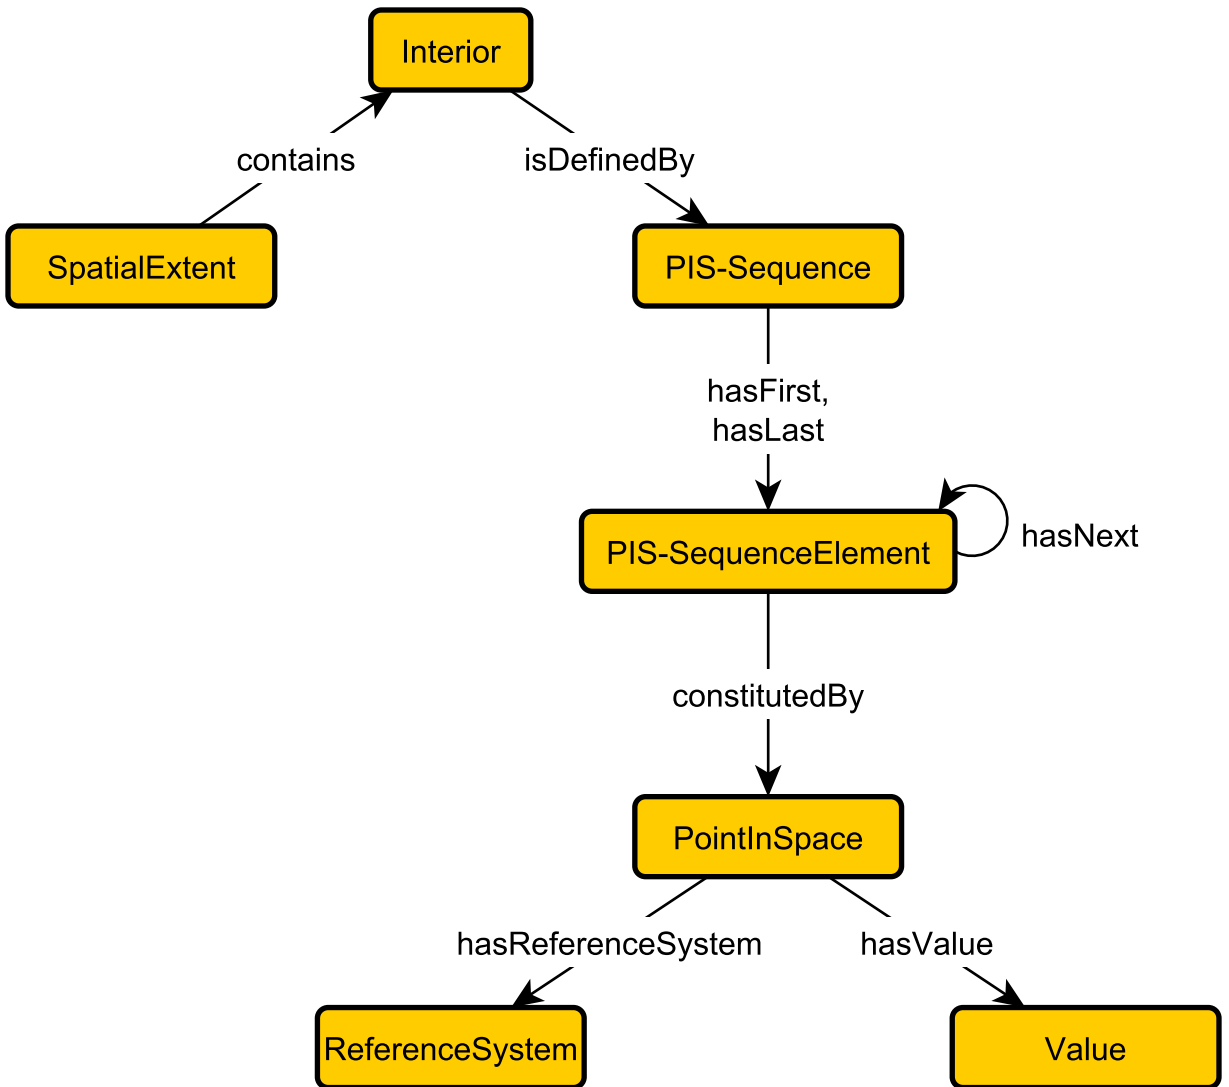 Interior
contains
isDefinedBy
SpatialExtent
PIS-Sequence
hasFirst,
hasLast
PIS-SequenceElement
hasNext
constitutedBy
PointInSpace
hasReferenceSystem
hasValue
ReferenceSystem
Value